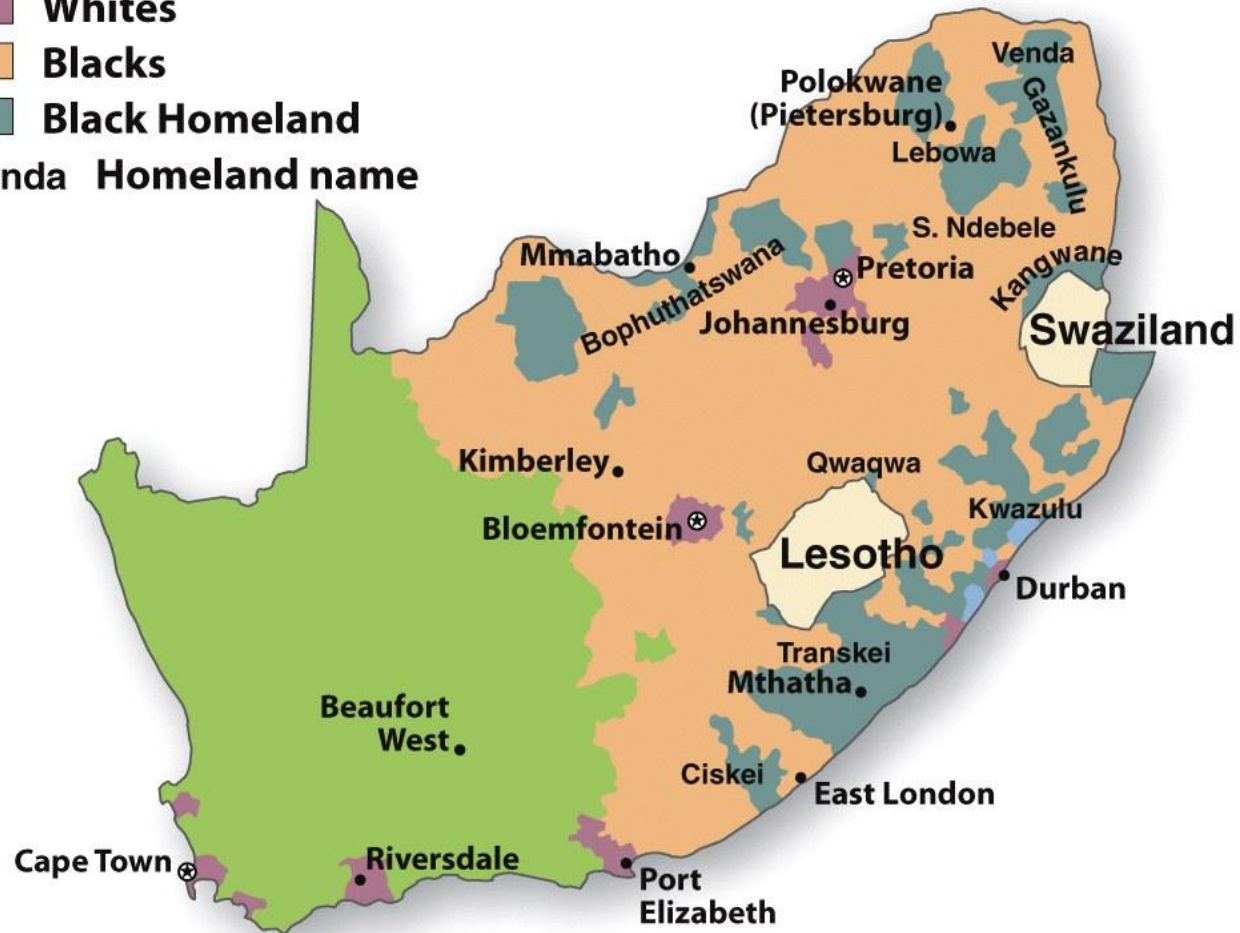 Whites
Blacks
Black Homeland
nda Homeland name
Venda
Polokwane
(Pietersburg)
Gazankulu
Lebowa
S. Ndebele
Mmabatho
Bophuthatswana
Pretoria
Kangwane
Johannesburg
Swaziland
Kimberley
Qwaqwa
Kwazulu
Bloemfontein
Lesotho
Durban
Transkei
Mthatha
Beaufort
West
Ciskei
East London
Cape Town
Riversdale
Port
Elizabeth